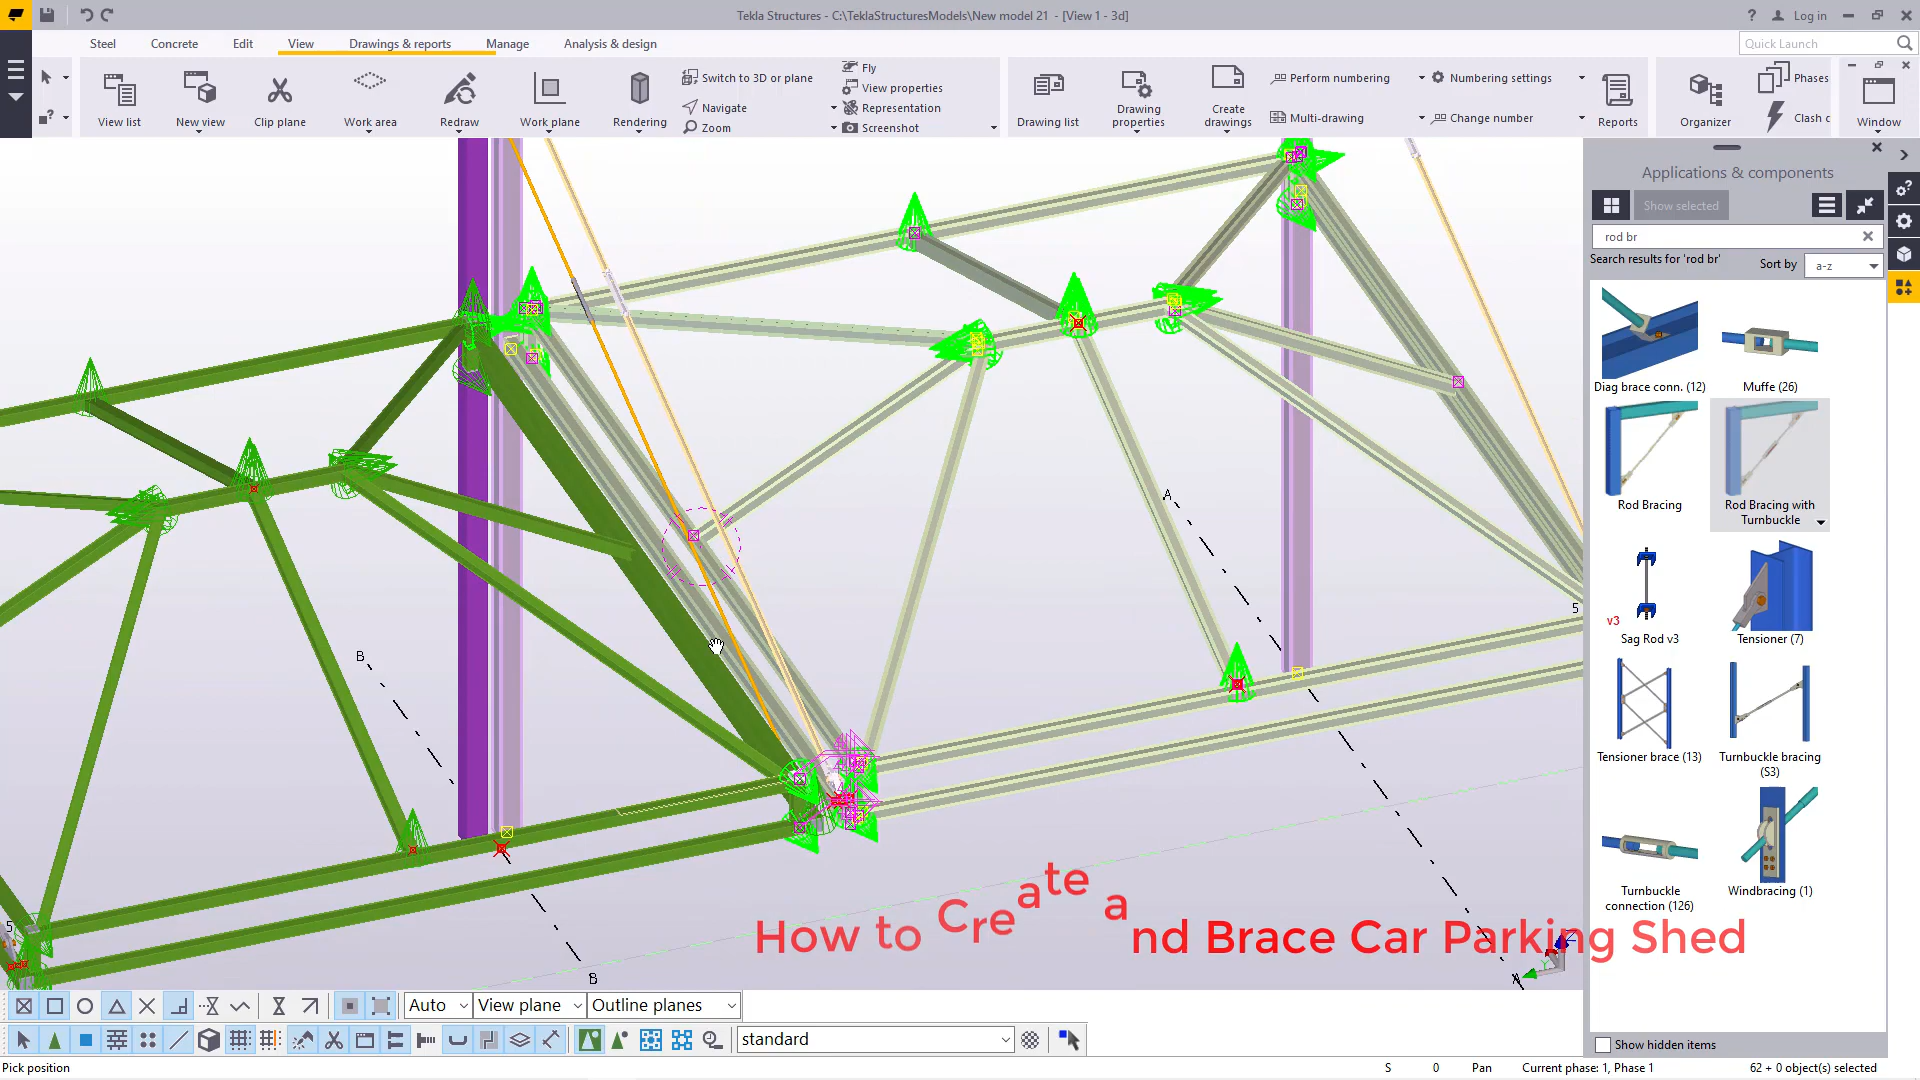 Tekla Structures - C:\TeklaStructuresModels\New model 21 - [View 1 - 3d]
? Log in
Steel Concrete Edit View Drawings & reports Manage Analysis & design
Quick Launch
View list
New view
Clip plane
Work area
Redraw
Work plane
Rendering
Switch to 3D or plane
Navigate
Zoom
Fly
View properties
Representation
Screenshot
Drawing list
Drawing properties
Create drawings
Perform numbering
Multi-drawing
Numbering settings
Change number
Reports
Organizer
Phases
Clash c
Window
Applications & components
Show selected
rod br
Search results for 'rod br'
Sort by a-z
Diag brace conn. (12)
Muffe (26)
Rod Bracing
Rod Bracing with Turnbuckle
v3
Sag Rod v3
Tensioner (7)
Tensioner brace (13)
Turnbuckle bracing (S3)
Turnbuckle connection (126)
Windbracing (1)
Show hidden items
A
B
5
5
B
A
Y
How to Create a
nd Brace Car Parking Shed
Auto View plane Outline planes
standard
Pick position
S 0 Pan Current phase: 1, Phase 1 62 + 0 object(s) selected